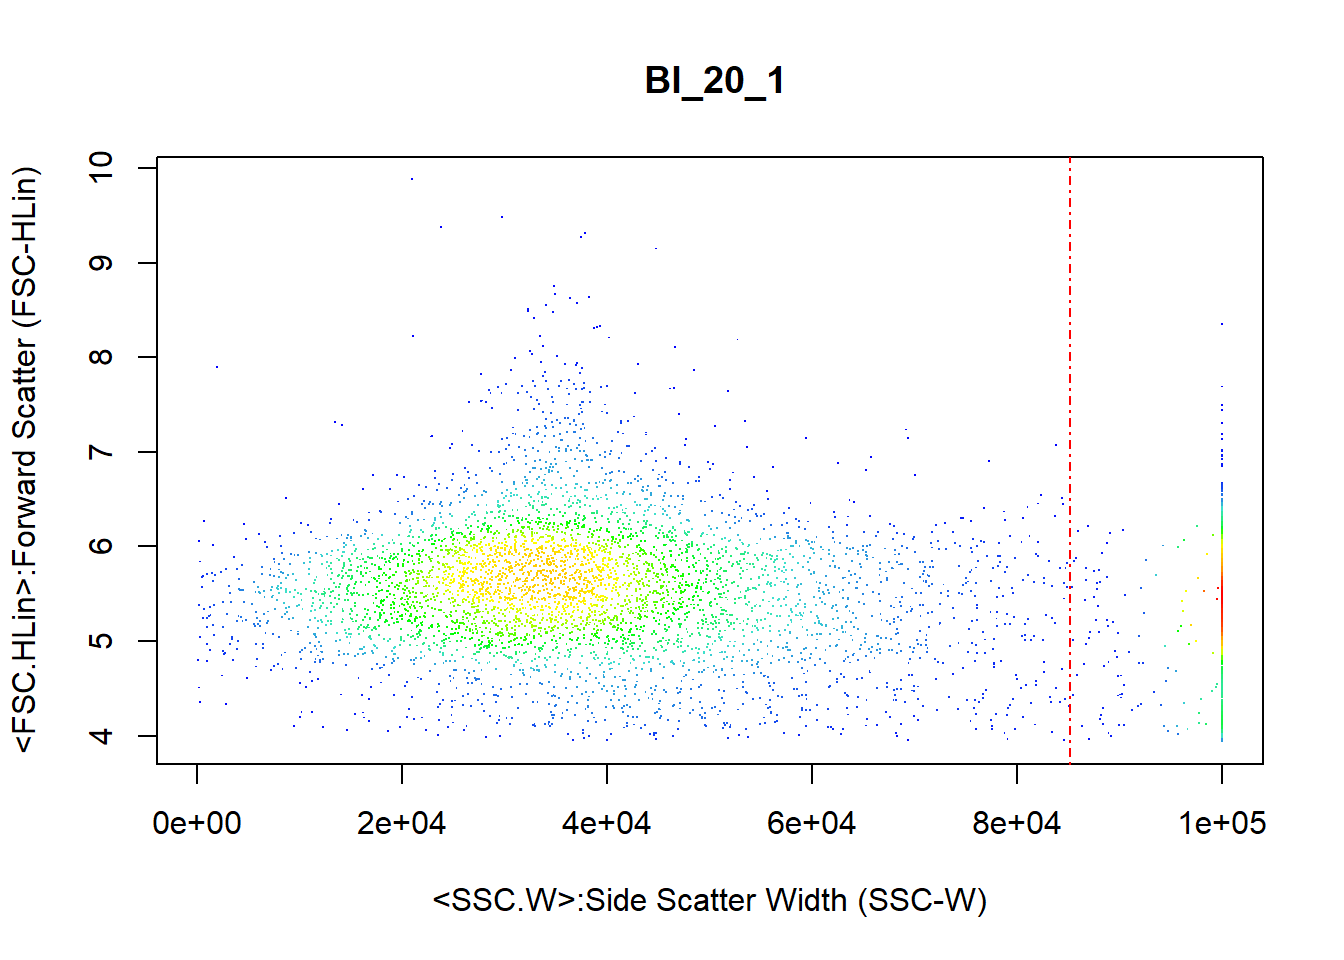 BI_20_1
<FSC.HLin>:Forward Scatter (FSC-HLin)
10
9
8
7
6
5
4
0e+00 2e+04 4e+04 6e+04 8e+04 1e+05
<SSC.W>:Side Scatter Width (SSC-W)